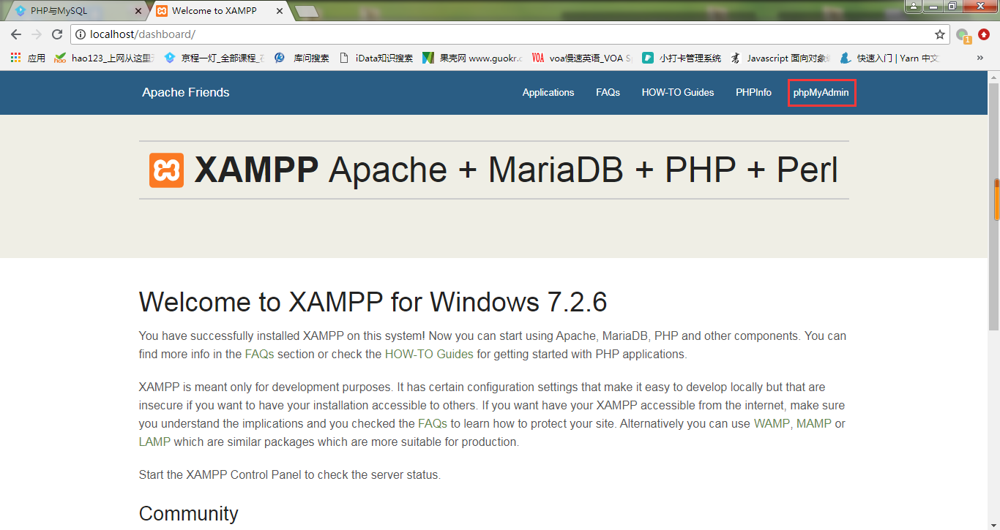 PHP与MySQL
Welcome to XAMPP
localhost/dashboard/
1
应用
hao123_上网从这里
京程一灯_全部课程_
库问搜索
iData知识搜索
果壳网 www.guokr.c
VOA voa慢速英语_VOA S
小打卡管理系统
Javascript 面向对象
快速入门 | Yarn 中文
»
Apache Friends
Applications
FAQs
HOW-TO Guides
PHPInfo
phpMyAdmin
XAMPP Apache + MariaDB + PHP + Perl
Welcome to XAMPP for Windows 7.2.6
You have successfully installed XAMPP on this system! Now you can start using Apache, MariaDB, PHP and other components. You can
find more info in the FAQs section or check the HOW-TO Guides for getting started with PHP applications.
XAMPP is meant only for development purposes. It has certain configuration settings that make it easy to develop locally but that are
insecure if you want to have your installation accessible to others. If you want have your XAMPP accessible from the internet, make sure
you understand the implications and you checked the FAQs to learn how to protect your site. Alternatively you can use WAMP, MAMP or
LAMP which are similar packages which are more suitable for production.
Start the XAMPP Control Panel to check the server status.
Community